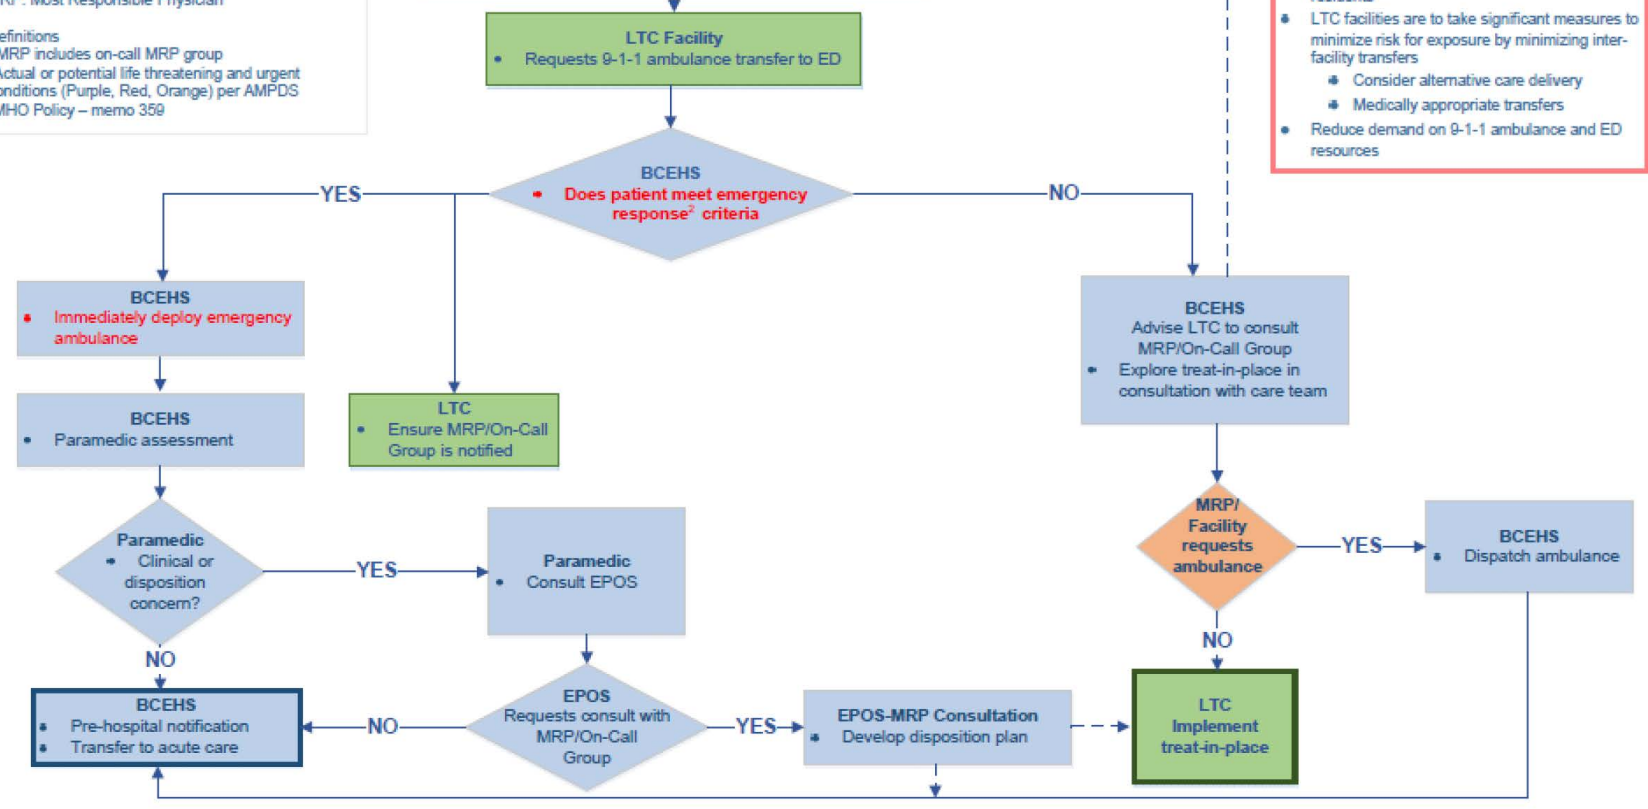 Most Responsible Physician
MRP includes on-call MRP group
Actual or potential life threatening and urgent
conditions (Purple, Red, Orange) per AMPDS
MHO Policy – memo 359
LTC Facility
• Requests 9-1-1 ambulance transfer to ED
residents
• LTC facilities are to take significant measures to
minimize risk for exposure by minimizing inter-
facility transfers
Consider alternative care delivery
Medically appropriate transfers
• Reduce demand on 9-1-1 ambulance and ED
resources
BCEHS
Does patient meet emergency
response² criteria
YES
NO
BCEHS
• Immediately deploy emergency
ambulance
BCEHS
• Paramedic assessment
LTC
• Ensure MRP/On-Call
Group is notified
BCEHS
Advise LTC to consult
MRP/On-Call Group
• Explore treat-in-place in
consultation with care team
Paramedic
Clinical or
disposition
concern?
YES
Paramedic
• Consult EPOS
MRP/
Facility
requests
ambulance
YES
BCEHS
• Dispatch ambulance
NO
NO
BCEHS
• Pre-hospital notification
• Transfer to acute care
NO
EPOS
Requests consult with
MRP/On-Call
Group
YES
EPOS-MRP Consultation
• Develop disposition plan
LTC
Implement
treat-in-place